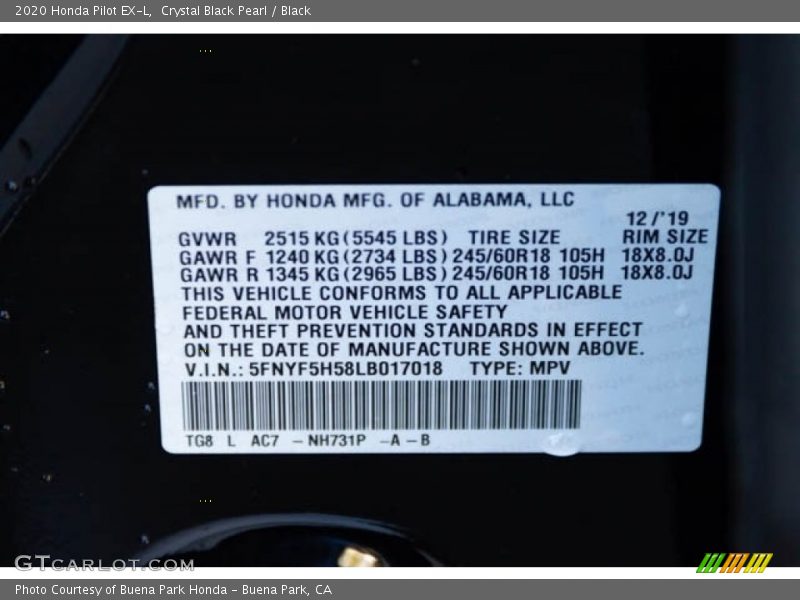 2020 Honda Pilot EX-L, Crystal Black Pearl / Black
MFD. BY HONDA MFG. OF ALABAMA, LLC
12/'19
GVWR 2515 KG (5545 LBS) TIRE SIZE RIM SIZE
GAWR F 1240 KG (2734 LBS) 245/60R18 105H 18X8.0J
GAWR R 1345 KG (2965 LBS) 245/60R18 105H 18X8.0J
THIS VEHICLE CONFORMS TO ALL APPLICABLE
FEDERAL MOTOR VEHICLE SAFETY
AND THEFT PREVENTION STANDARDS IN EFFECT
ON THE DATE OF MANUFACTURE SHOWN ABOVE.
V.I.N.: 5FNYF5H58LB017018 TYPE: MPV
TG8 L AC7 - NH731P - A - B
GTCARLOT.COM
Photo Courtesy of Buena Park Honda - Buena Park, CA